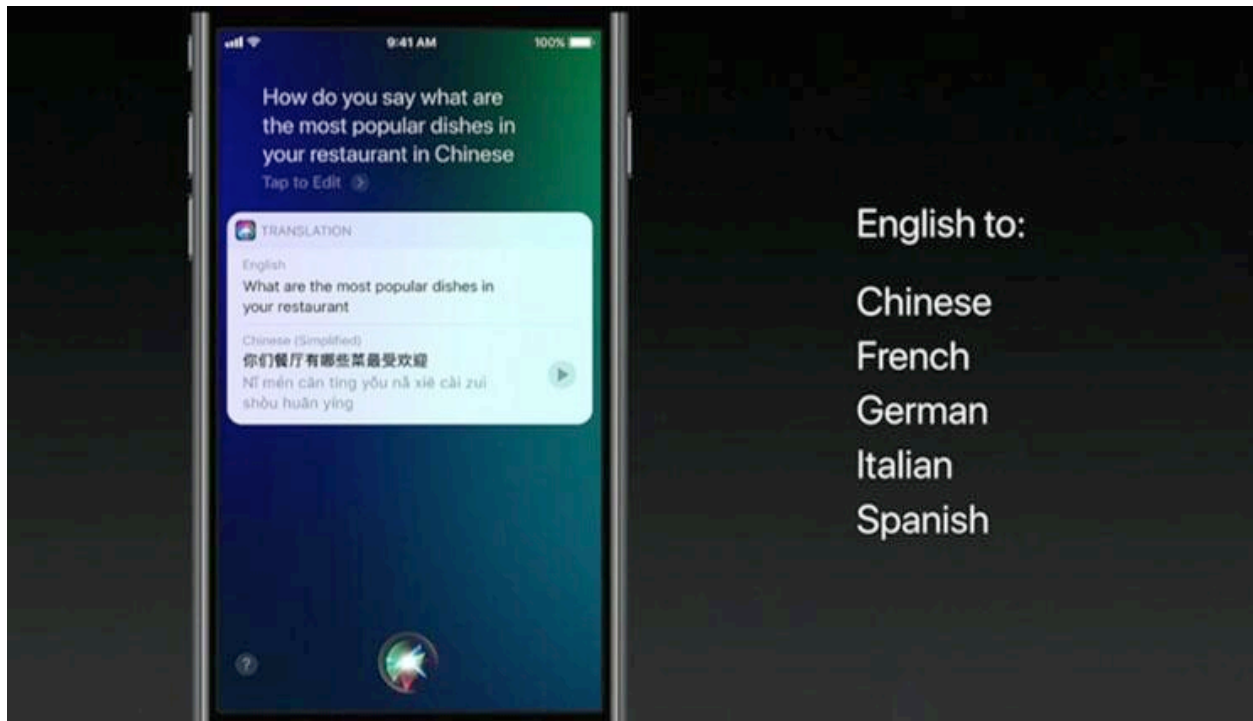 9:41 AM
100%
How do you say what are
the most popular dishes in
your restaurant in Chinese
Tap to Edit
TRANSLATION
English
What are the most popular dishes in
your restaurant
Chinese (Simplified)
你们餐厅有哪些菜最受欢迎
Nǐ mén cān tīng yǒu nǎ xiē cài zuì
shòu huān yíng
?
English to:
Chinese
French
German
Italian
Spanish